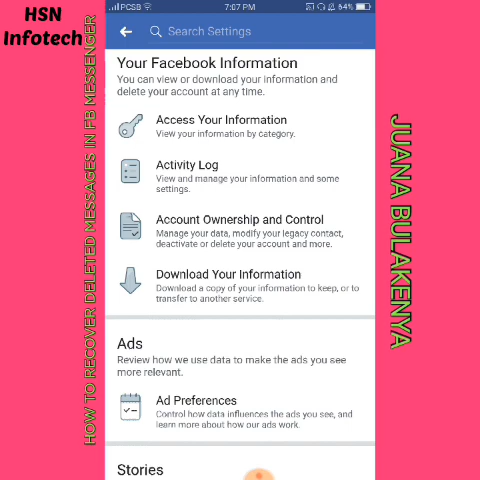 HSN
Infotech
HOW TO RECOVER DELETED MESSAGES IN FB MESSENGER
PCSB
7:07 PM
64%
Search Settings
Your Facebook Information
You can view or download your information and
delete your account at any time.
Access Your Information
View your information by category.
Activity Log
View and manage your information and some
settings.
Account Ownership and Control
Manage your data, modify your legacy contact,
deactivate or delete your account and more.
Download Your Information
Download a copy of your information to keep, or to
transfer to another service.
Ads
Review how we use data to make the ads you see
more relevant.
Ad Preferences
Control how data influences the ads you see, and
learn more about how our ads work.
Stories
JUANA BULAKENYA